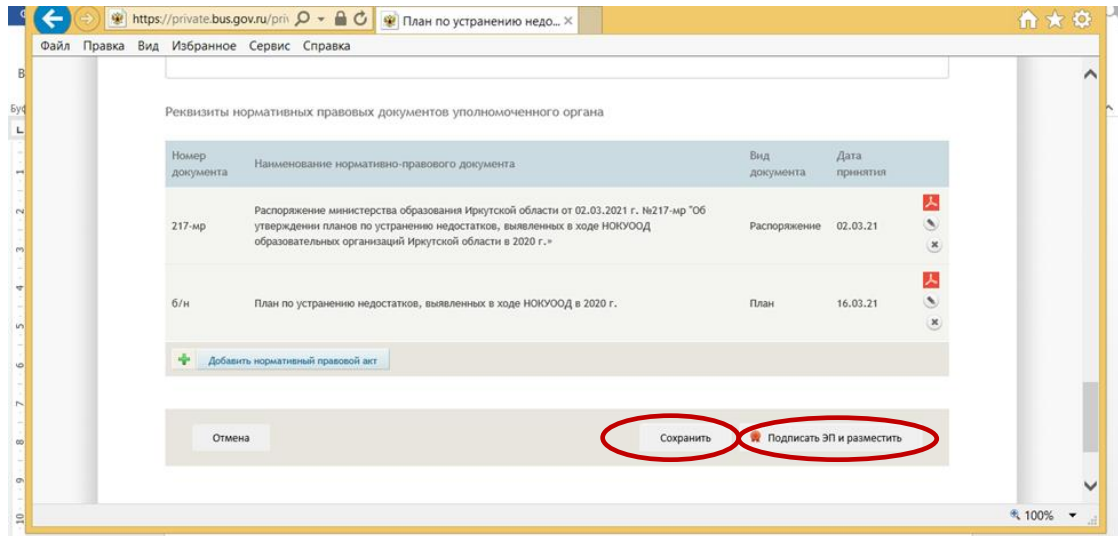 https://private.bus.gov.ru/priv
План по устранению недо... ×
Файл Правка Вид Избранное Сервис Справка
Реквизиты нормативных правовых документов уполномоченного органа
Номер документа
Наименование нормативно-правового документа
Вид документа
Дата принятия
217-мр
Распоряжение министерства образования Иркутской области от 02.03.2021 г. №217-мр "Об
утверждении планов по устранению недостатков, выявленных в ходе НОКУООД
образовательных организаций Иркутской области в 2020 г.»
Распоряжение
02.03.21
б/н
План по устранению недостатков, выявленных в ходе НОКУООД в 2020 г.
План
16.03.21
Добавить нормативный правовой акт
Отмена
Сохранить
Подписать ЭП и разместить
100%